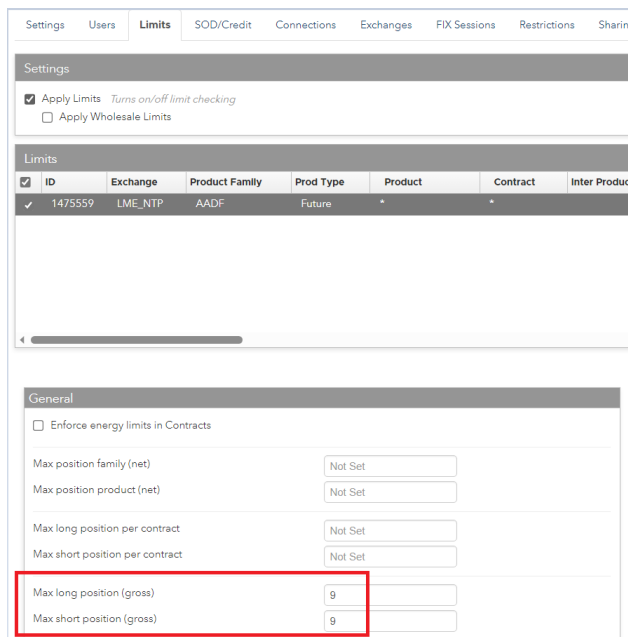 Settings Users Limits SOD/Credit Connections Exchanges FIX Sessions Restrictions Sharin
Settings
Apply Limits Turns on/off limit checking
Apply Wholesale Limits
Limits
ID Exchange Product Family Prod Type Product Contract Inter Produc
1475559 LME_NTP AADF Future * *
General
Enforce energy limits in Contracts
Max position family (net) Not Set
Max position product (net) Not Set
Max long position per contract Not Set
Max short position per contract Not Set
Max long position (gross) 9
Max short position (gross) 9